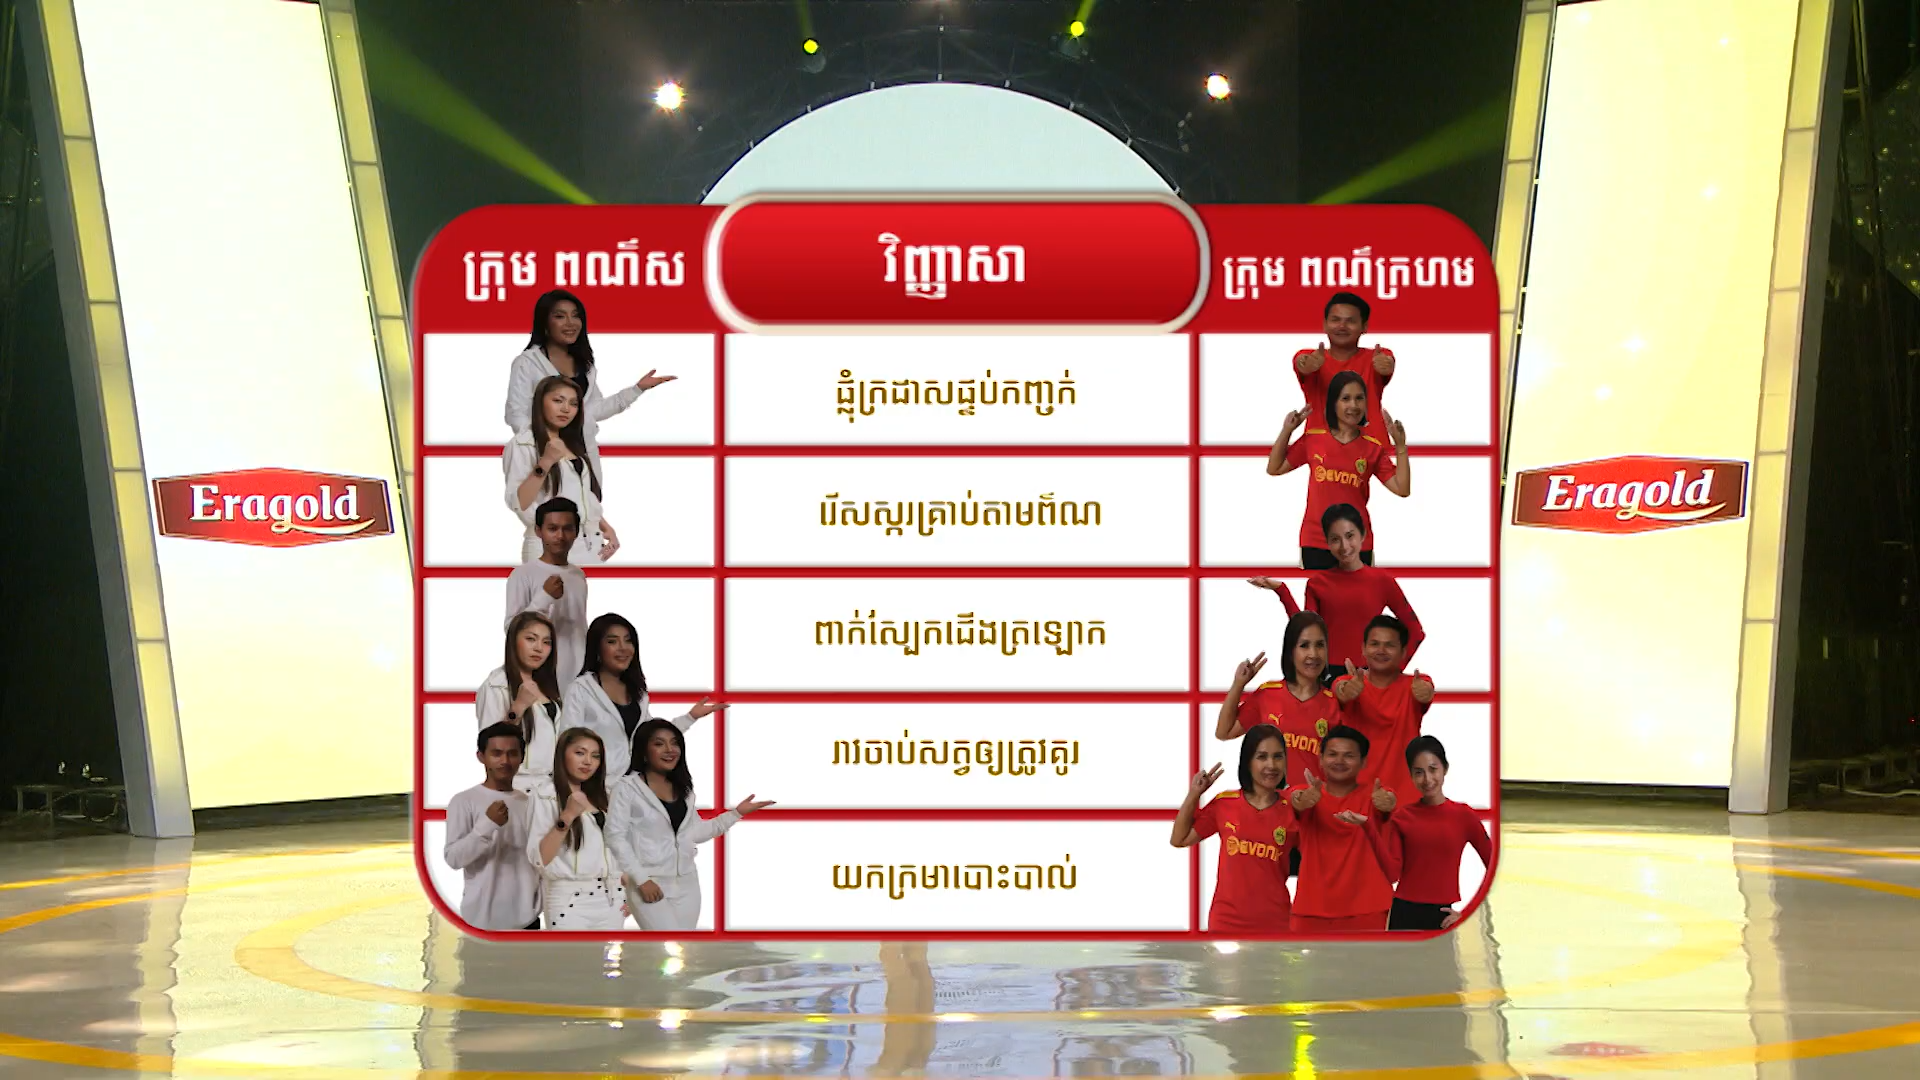 ក្រុម ពណ៌ស
វិញ្ញាសា
ក្រុម ពណ៌ក្រហម
ផ្លុំក្រដាសផ្ទប់កញ្ចក់
រើសស្ករគ្រាប់តាមព៌ណ
ពាក់ស្បែកជើងត្រឡោក
រាវចាប់សត្វឲ្យត្រូវគូរ
យកក្រមាបោះបាល់
Eragold
Eragold
evonik